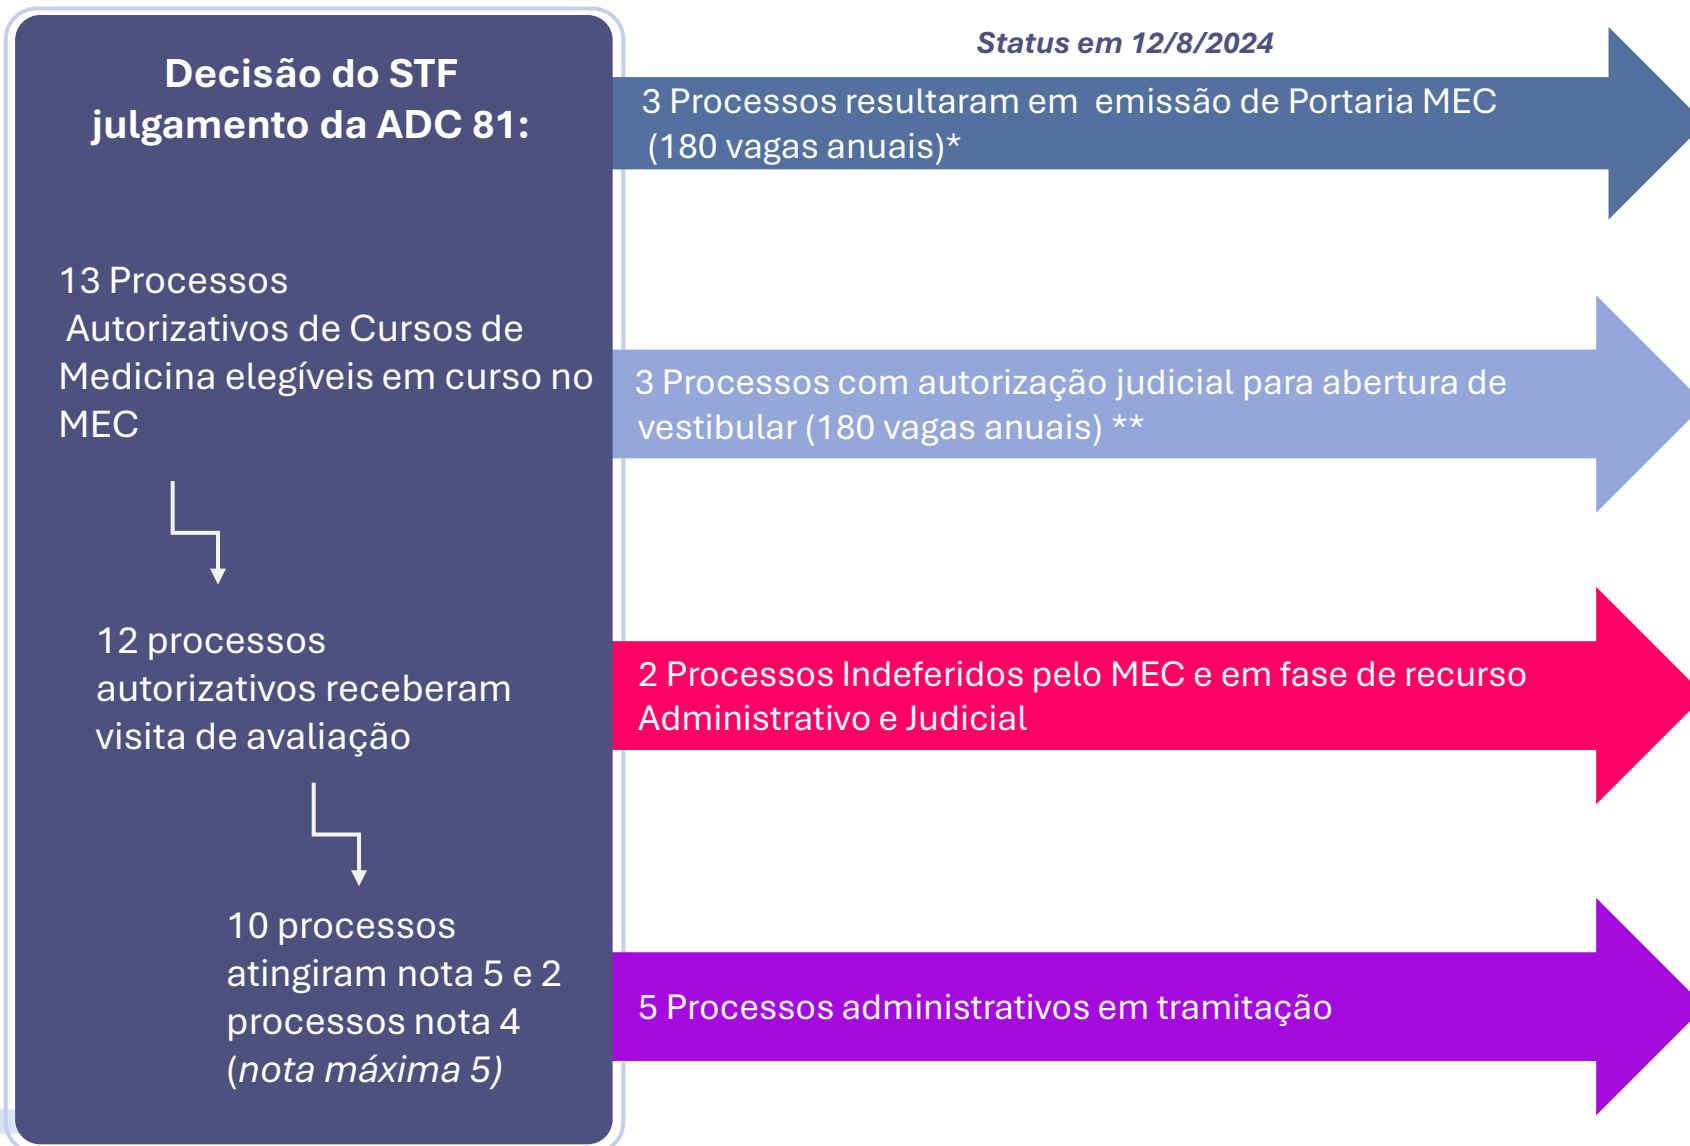 Decisão do STF
julgamento da ADC 81:
13 Processos
Autorizativos de Cursos de
Medicina elegíveis em curso no
MEC
12 processos
autorizativos receberam
visita de avaliação
10 processos
atingiram nota 5 e 2
processos nota 4
(nota máxima 5)
Status em 12/8/2024
3 Processos resultaram em emissão de Portaria MEC
(180 vagas anuais)*
3 Processos com autorização judicial para abertura de
vestibular (180 vagas anuais) **
2 Processos Indeferidos pelo MEC e em fase de recurso
Administrativo e Judicial
5 Processos administrativos em tramitação